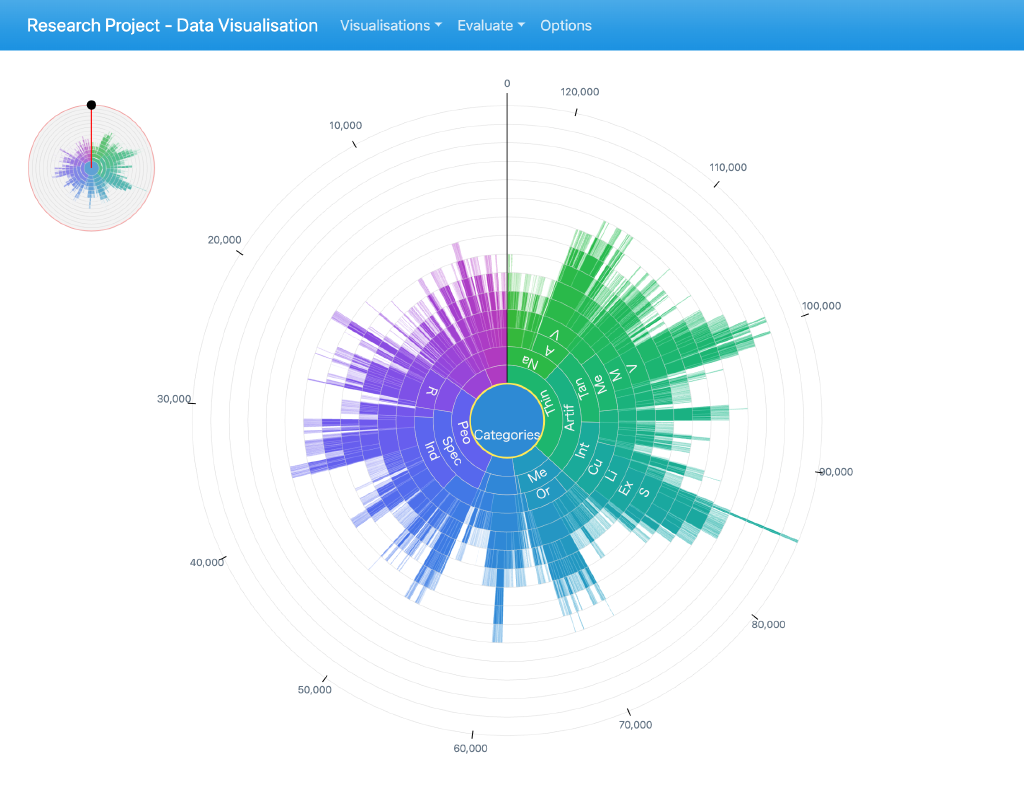 Research Project - Data Visualisation Visualisations Evaluate Options
0
120,000
10,000
110,000
20,000
100,000
30,000
90,000
40,000
80,000
50,000
70,000
60,000
Categories
Thin
Na
A
V
Artif
Tan
Me
M
V
Int
Cu
Li
Ex
S
Me
Or
Peo
Spec
Ind
R